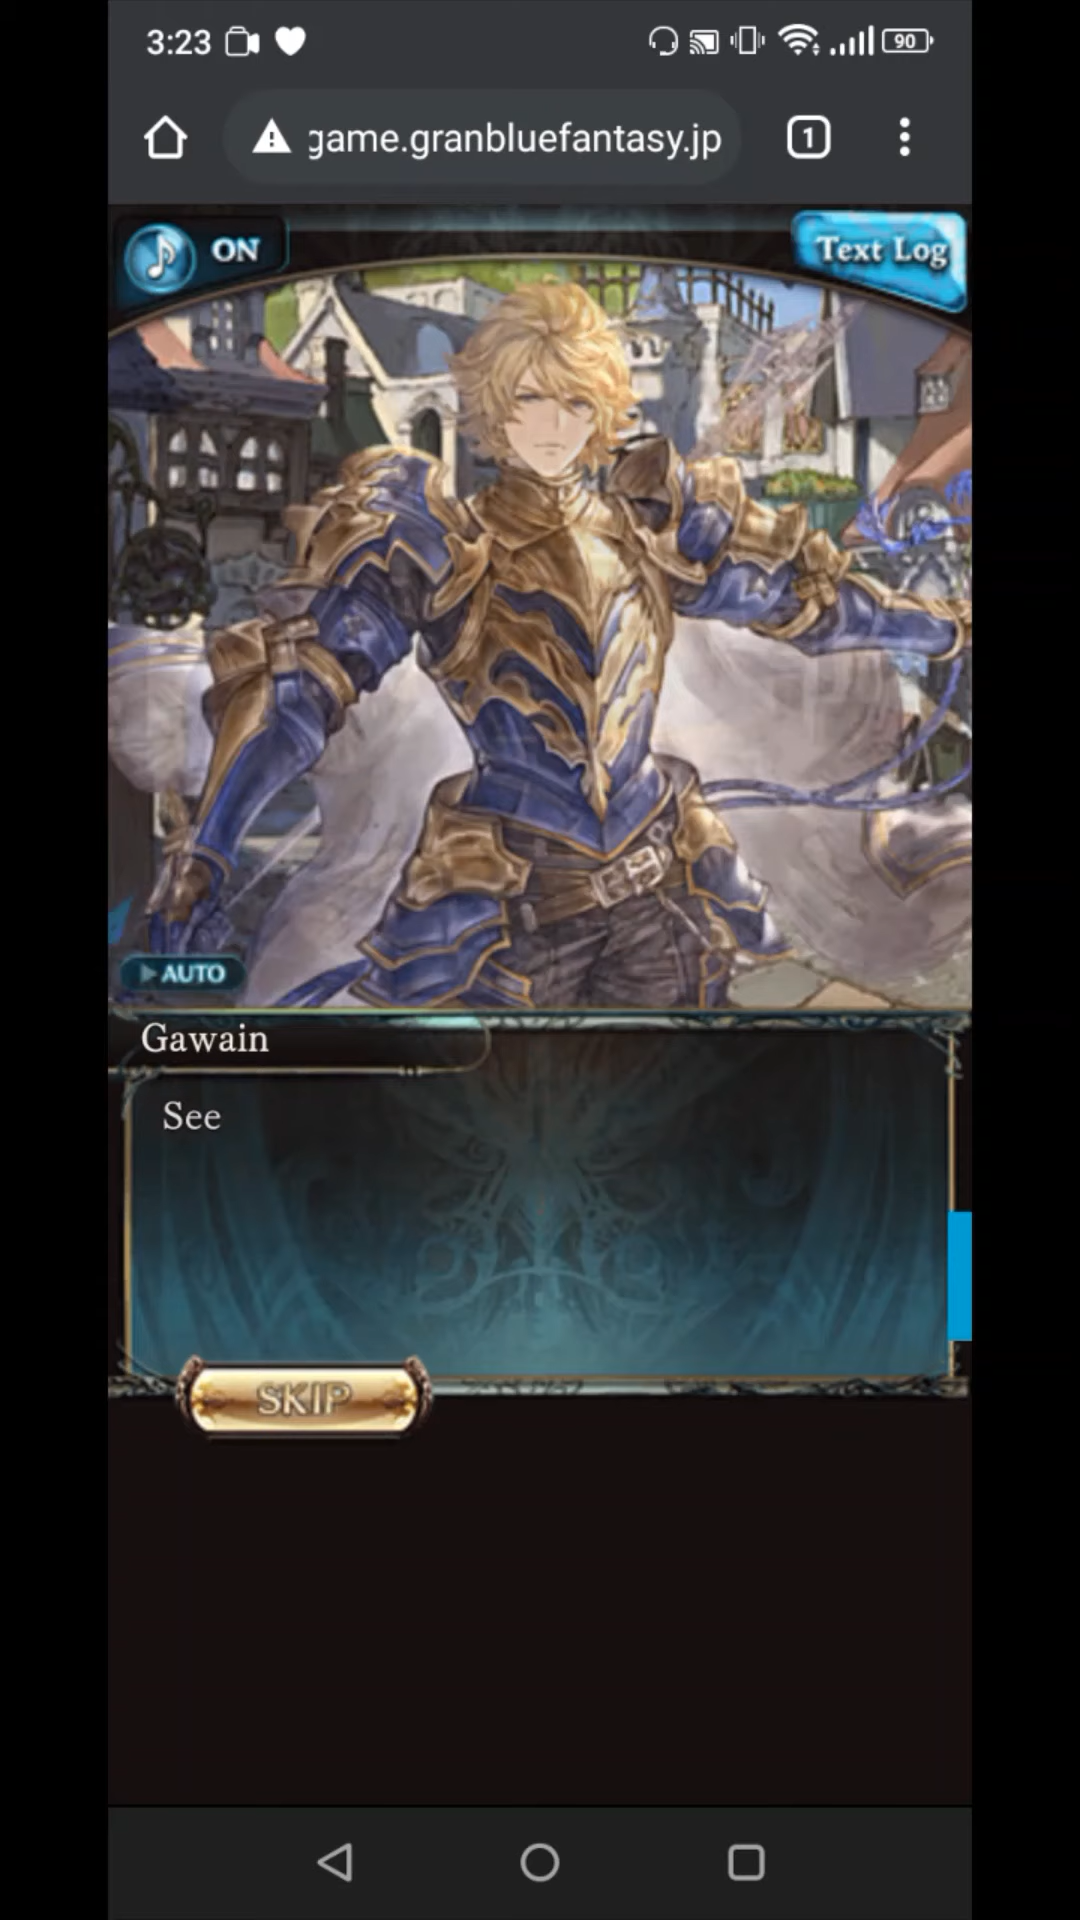 3:23
90
game.granbluefantasy.jp
1
ON
Text Log
AUTO
Gawain
See
SKIP